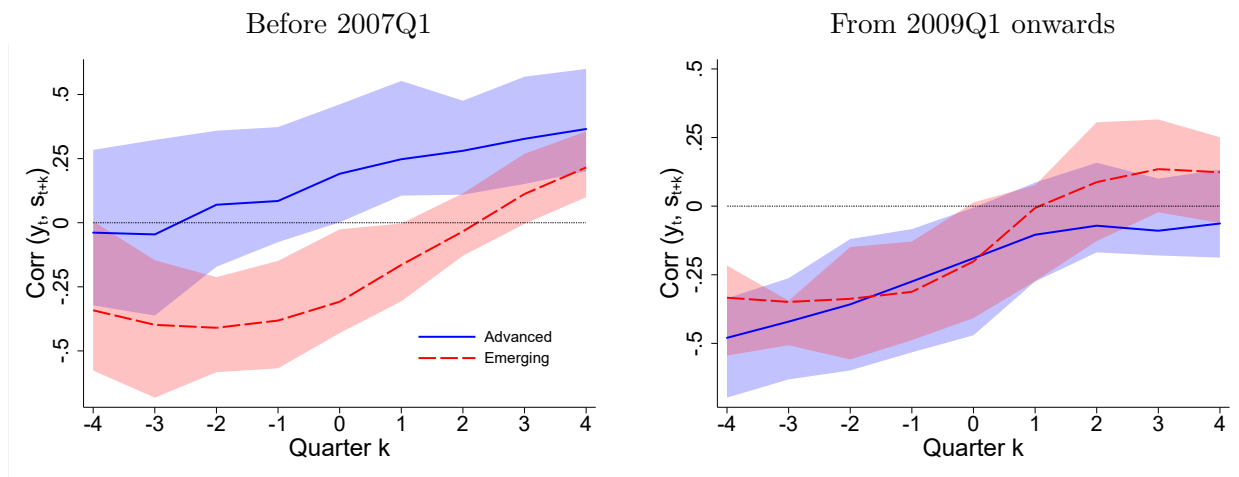 Before 2007Q1
Corr (yₜ, sₜ₊ₖ)
.5
.25
0
-.25
-.5
Advanced
Emerging
-4 -3 -2 -1 0 1 2 3 4
Quarter k
From 2009Q1 onwards
Corr (yₜ, sₜ₊ₖ)
.5
.25
0
-.25
-.5
-4 -3 -2 -1 0 1 2 3 4
Quarter k